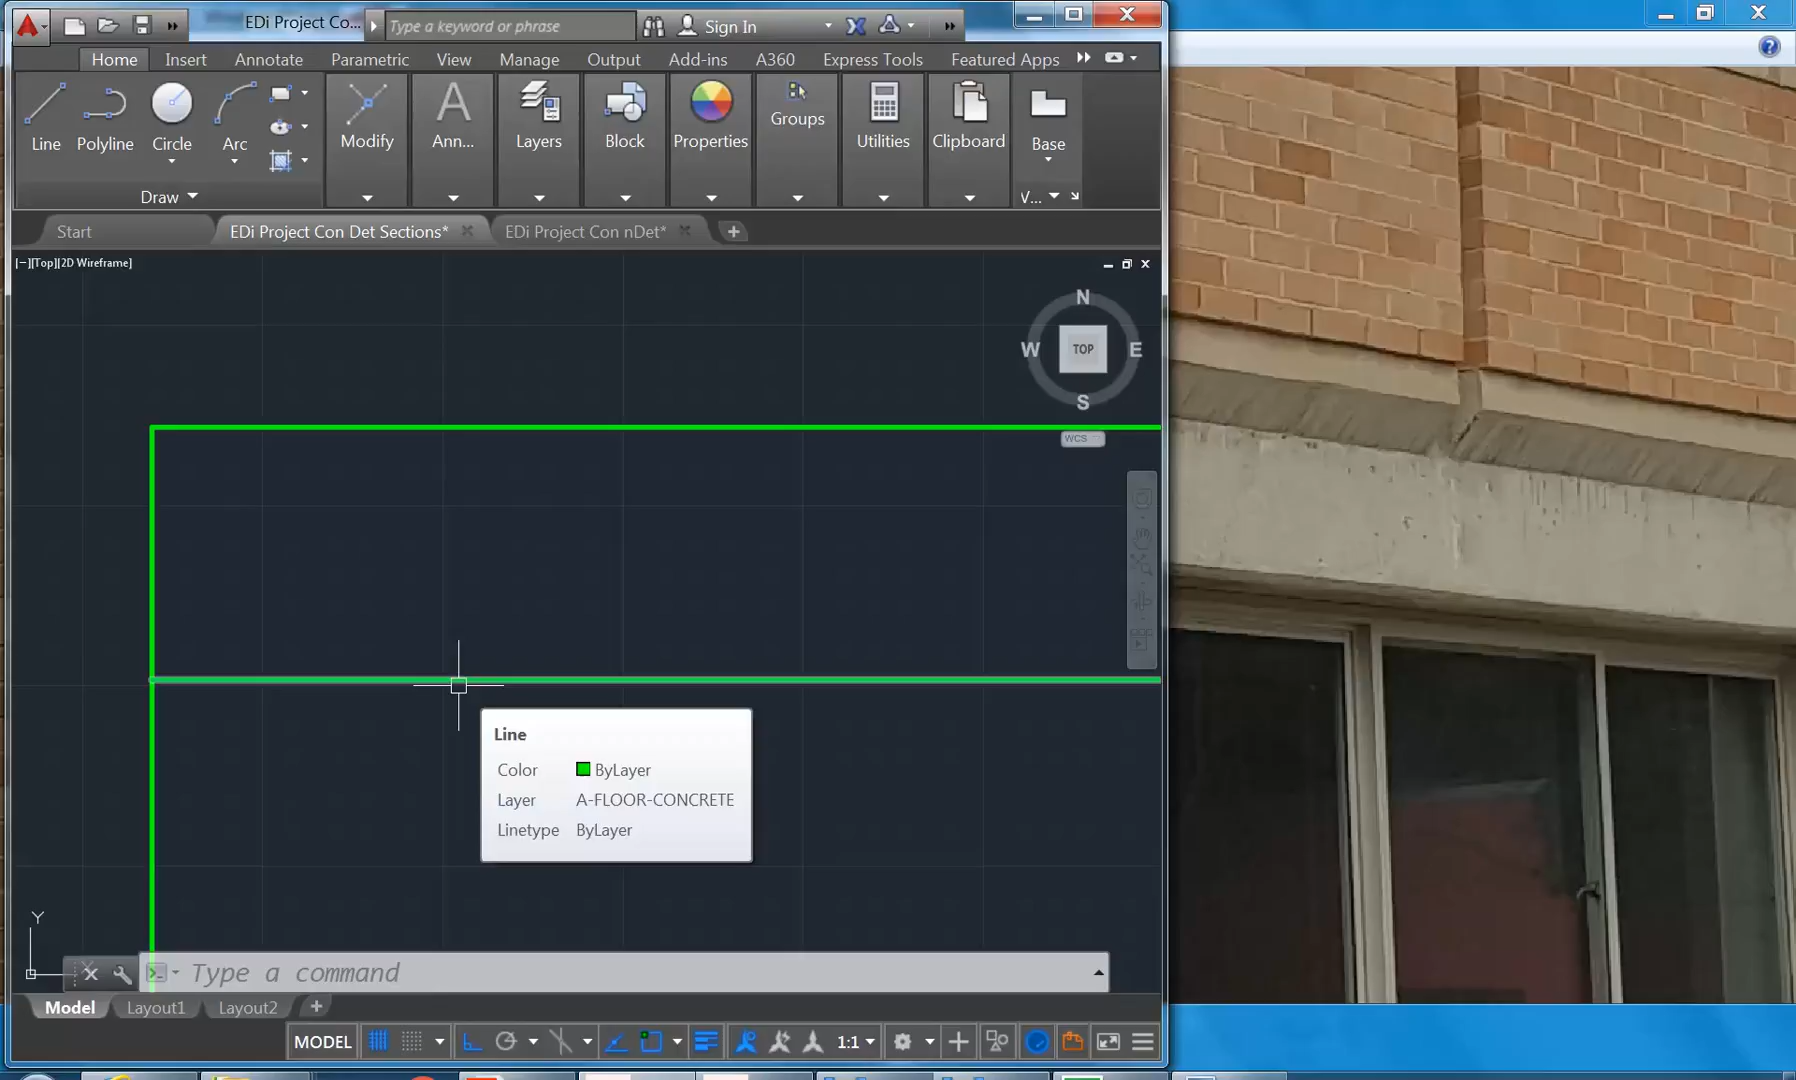 EDi Project Co...
Type a keyword or phrase
Sign In
Home
Insert
Annotate
Parametric
View
Manage
Output
Add-ins
A360
Express Tools
Featured Apps
Line
Polyline
Circle
Arc
Modify
Ann...
Layers
Block
Properties
Groups
Utilities
Clipboard
Base
Draw
V...
Start
EDi Project Con Det Sections*
EDi Project Con nDet*
[−][Top][2D Wireframe]
N
W
TOP
E
S
WCS
Line
Color ByLayer
Layer A-FLOOR-CONCRETE
Linetype ByLayer
Y
X
Type a command
Model
Layout1
Layout2
MODEL
1:1